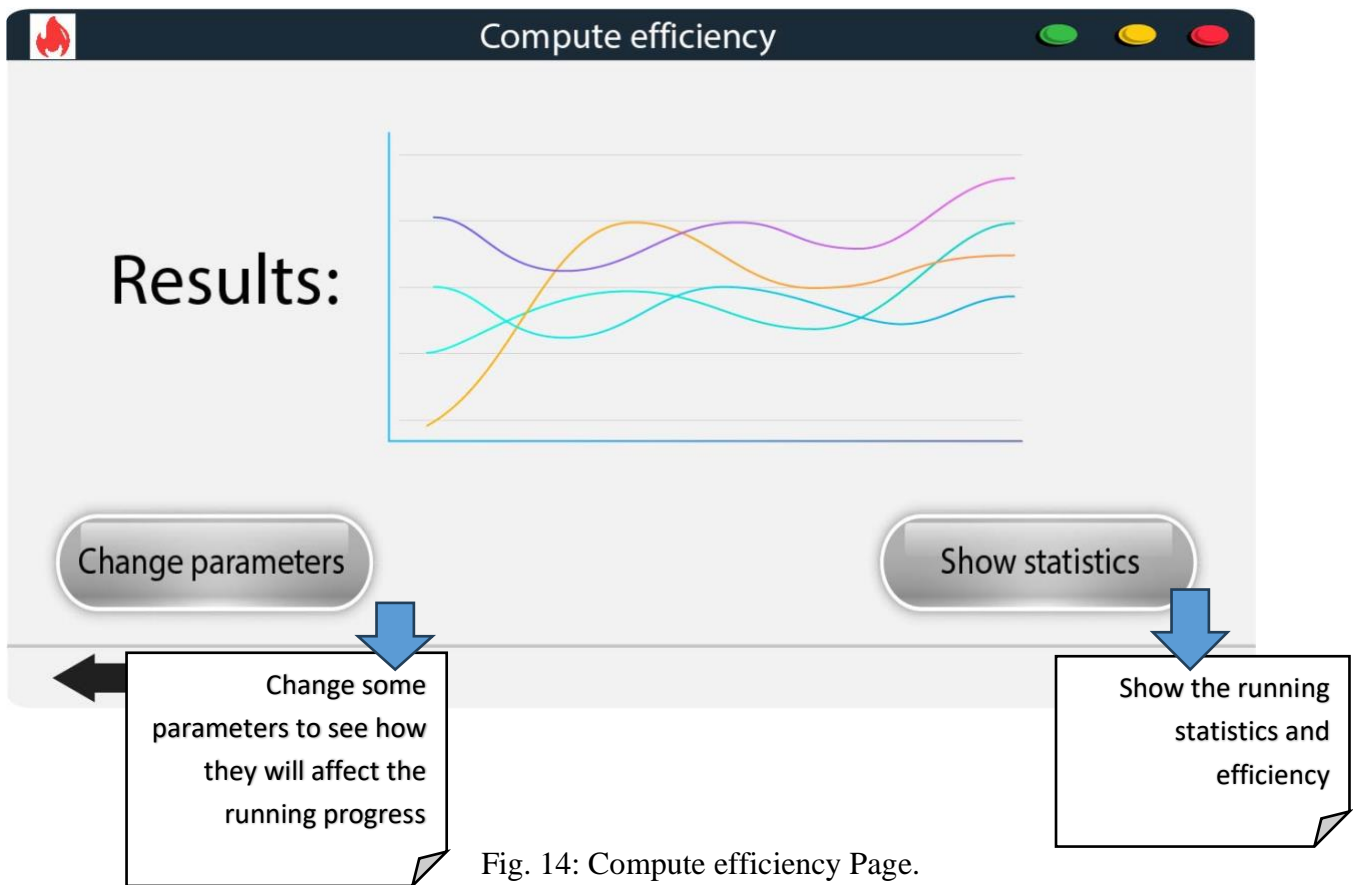 Compute efficiency
Results:
Change parameters
Show statistics
Change some
parameters to see how
they will affect the
running progress
Show the running
statistics and
efficiency
Fig. 14: Compute efficiency Page.